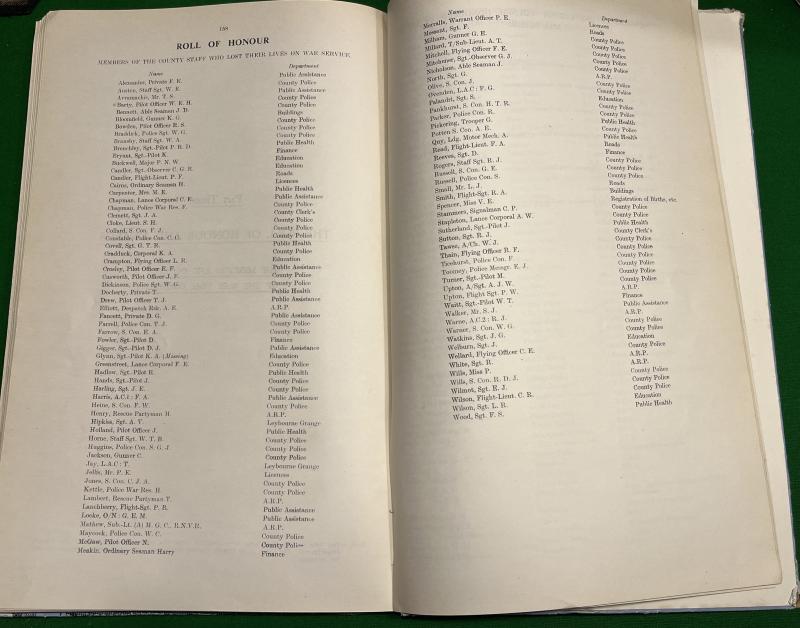 158
ROLL OF HONOUR
MEMBERS OF THE COUNTY STAFF WHO LOST THEIR LIVES ON WAR SERVICE
Name Department
Alexander, Private F. K. Public Assistance
Austen, Staff Sgt. W. E. County Police
Avramachis, Mr. T. S. Public Assistance
Barty, Pilot Officer W. R. H. County Police
Bennett, Able Seaman J. D. County Police
Bloomfield, Gunner K. G. Buildings
Bowden, Pilot Officer R. S. County Police
Braddick, Police Sgt. W. G. County Police
Bransby, Staff Sgt. W. A. County Police
Brenchley, Sgt.-Pilot P. R. D. Public Health
Bryant, Sgt.-Pilot K. Finance
Buckwell, Major P. N. W. Education
Candler, Sgt.-Observer C. G. R. Education
Candler, Flight-Lieut. P. F. Roads
Cairns, Ordinary Seaman H. Licences
Carpenter, Mrs. M. E. Public Health
Chapman, Lance Corporal C. E. Public Assistance
Chapman, Police War Res. F. County Police
Clemett, Sgt. J. A. County Clerk's
Cloke, Lieut. S. H. County Police
Collard, S. Con. F. J. County Police
Constable, Police Con. C. C. County Police
Covell, Sgt. G. T. R. Public Health
Cradduck, Corporal K. A. County Police
Crampton, Flying Officer L. R. Education
Crosley, Pilot Officer E. F. Public Assistance
Cusworth, Pilot Officer J. F. County Police
Dickinson, Police Sgt. W. G. County Police
Docherty, Private T. Public Health
Drew, Pilot Officer T. J. Public Assistance
Elliott, Despatch Rdr. A. E. A.R.P.
Fancett, Private D. G. Public Assistance
Farrell, Police Con. T. J. County Police
Farrow, S. Con. E. A. County Police
Fowler, Sgt.-Pilot D. Finance
Gigger, Sgt.-Pilot D. J. Public Assistance
Glynn, Sgt.-Pilot K. A. (Missing) Education
Greenstreet, Lance Corporal F. E. County Police
Hadlow, Sgt.-Pilot R. Public Health
Hands, Sgt.-Pilot J. County Police
Harling, Sgt. J. E. County Police
Harris, A.C.1: F. A. Public Assistance
Heine, S. Con. F. W. County Police
Henry, Rescue Partyman H. A.R.P.
Hipkiss, Sgt. A. V. Leybourne Grange
Holland, Pilot Officer J. Public Health
Horne, Staff Sgt. W. T. B. County Police
Huggins, Police Con. S. G. J. County Police
Jackson, Gunner C. County Police
Jay, L.A.C: T. Leybourne Grange
Jollis, Mr. P. E. Licences
Jones, S. Con. C. J. A. County Police
Kettle, Police War Res. H. County Police
Lambert, Rescue Partyman T. A.R.P.
Lanchbery, Flight-Sgt. P. R. Public Assistance
Locke, O/N : G. E. M. Public Assistance
Mathew, Sub.-Lt. (A) M. G. C., R.N.V.R. A.R.P.
Maycock, Police Con. W. C. County Police
McGaw, Pilot Officer N. County Police
Meakin, Ordinary Seaman Harry Finance
Name Department
Merralls, Warrant Officer P. E. Licences
Messent, Sgt. F. Roads
Milham, Gunner G. E. County Police
Millard, T/Sub-Lieut. A. T. County Police
Mitchell, Flying Officer F. E. County Police
Mitchener, Sgt.-Observer G. J. County Police
Nicholson, Able Seaman J. County Police
North, Sgt. G. A.R.P.
Olive, S. Con. J. County Police
Ovenden, L.A.C : F. G. County Police
Palandt, Sgt. S. Education
Pankhurst, S. Con. H. T. R. County Police
Parker, Police Con. R. County Police
Pickering, Trooper G. Public Health
Potten S. Con. A. E. County Police
Quy, Ldg. Motor Mech. A. Public Health
Read, Flight-Lieut. F. A. Roads
Reeves, Sgt. D. Finance
Rogers, Staff Sgt. R. J. County Police
Russell, S. Con. G. E. County Police
Russell, Police Con. S. County Police
Small, Mr. L. J. Roads
Smith, Flight-Sgt. R. A. Buildings
Spencer, Miss V. E. Registration of Births, etc.
Stammers, Signalman C. P. County Police
Stapleton, Lance Corporal A. W. County Police
Sutherland, Sgt.-Pilot J. Public Health
Sutton, Sgt. R. J. County Clerk's
Tawse, A/Ch. W. J. County Police
Thain, Flying Officer R. F. County Police
Ticehurst, Police Con. F. County Police
Toomey, Police Messgr. E. J. County Police
Turner, Sgt.-Pilot M. County Police
Upton, A/Sgt. A. J. W. County Police
Upton, Flight Sgt. P. W. A.R.P.
Waitt, Sgt.-Pilot W. T. Finance
Walker, Mr. S. J. Public Assistance
Warne, A.C.2 : R. J. A.R.P.
Warner, S. Con. W. G. County Police
Watkins, Sgt. J. G. County Police
Welburn, Sgt. J. Education
Wellard, Flying Officer C. E. County Police
White, Sgt. R. A.R.P.
Wills, Miss P. A.R.P.
Wills, S. Con. R. D. J. County Police
Wilmot, Sgt. E. J. County Police
Wilson, Flight-Lieut. C. R. County Police
Wilson, Sgt. L. R. Education
Wood, Sgt. F. S. Public Health